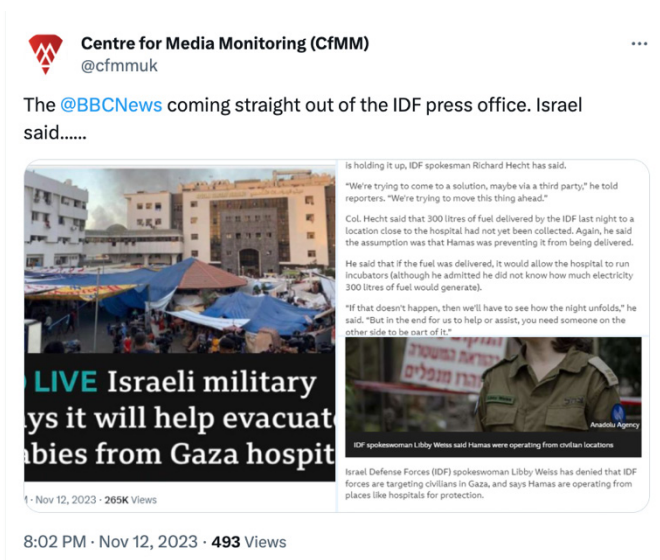 Centre for Media Monitoring (CfMM)
@cfmmuk
The @BBCNews coming straight out of the IDF press office. Israel
said......
LIVE Israeli military
ys it will help evacuat
bies from Gaza hospit
· Nov 12, 2023 · 265K Views
is holding it up, IDF spokesman Richard Hecht has said.
"We're trying to come to a solution, maybe via a third party," he told
reporters. "We're trying to move this thing ahead."
Col. Hecht said that 300 litres of fuel delivered by the IDF last night to a
location close to the hospital had not yet been collected. Again, he said
the assumption was that Hamas was preventing it from being delivered.
He said that if the fuel was delivered, it would allow the hospital to run
incubators (although he admitted he did not know how much electricity
300 litres of fuel would generate).
"If that doesn't happen, then we'll have to see how the night unfolds," he
said. "But in the end for us to help or assist, you need someone on the
other side to be part of it."
Anadolu Agency
IDF spokeswoman Libby Weiss said Hamas were operating from civilian locations
Israel Defense Forces (IDF) spokeswoman Libby Weiss has denied that IDF
forces are targeting civilians in Gaza, and says Hamas are operating from
places like hospitals for protection.
8:02 PM · Nov 12, 2023 · 493 Views